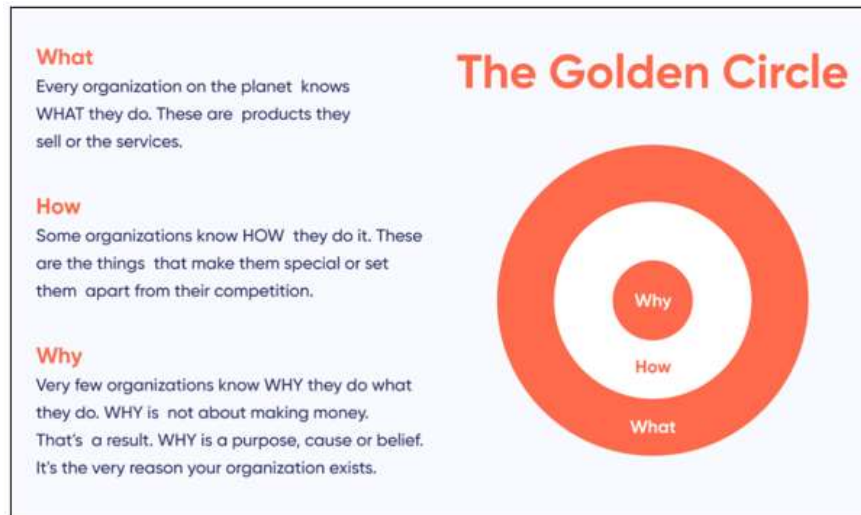 What
Every organization on the planet knows
WHAT they do. These are products they
sell or the services.
How
Some organizations know HOW they do it. These
are the things that make them special or set
them apart from their competition.
Why
Very few organizations know WHY they do what
they do. WHY is not about making money.
That's a result. WHY is a purpose, cause or belief.
It's the very reason your organization exists.
The Golden Circle
Why
How
What